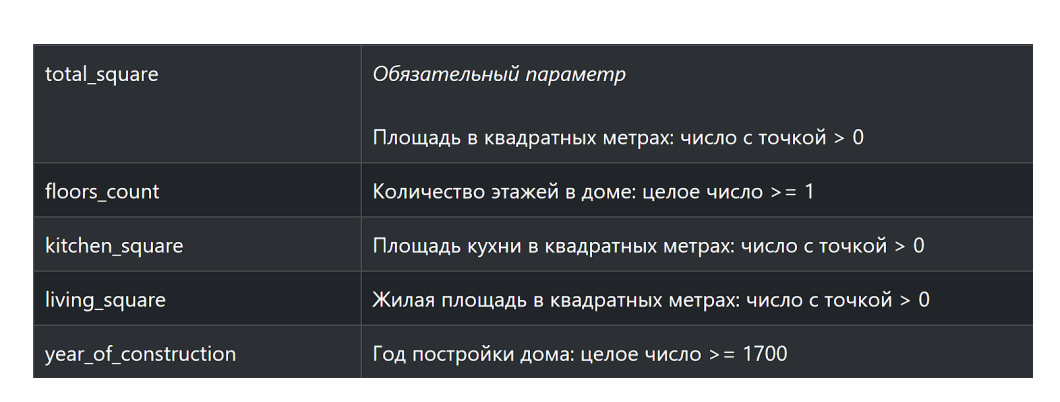 total_square
Обязательный параметр
Площадь в квадратных метрах: число с точкой > 0
floors_count
Количество этажей в доме: целое число >= 1
kitchen_square
Площадь кухни в квадратных метрах: число с точкой > 0
living_square
Жилая площадь в квадратных метрах: число с точкой > 0
year_of_construction
Год постройки дома: целое число >= 1700